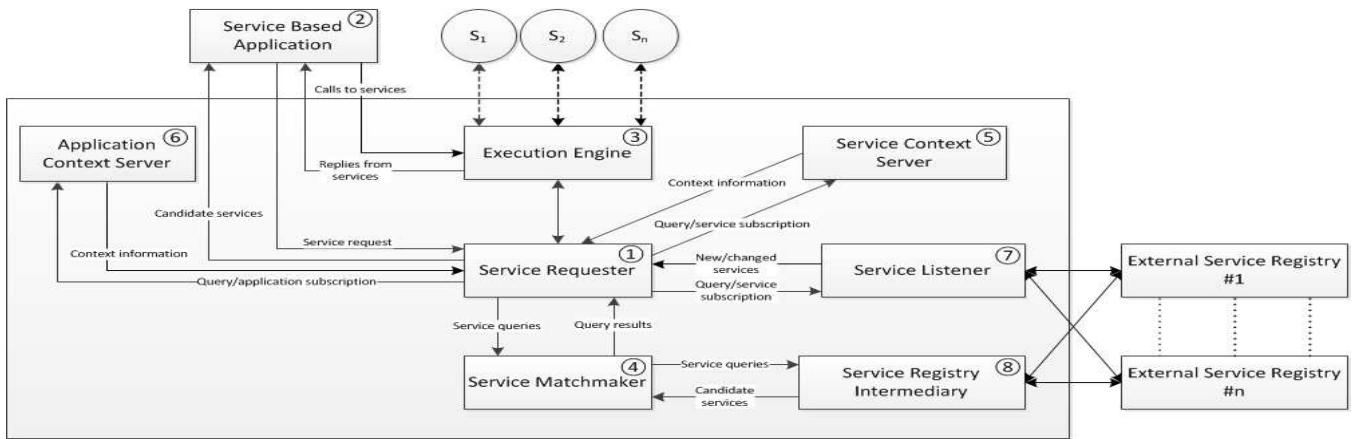 Service Based
Application
②
S1
S2
Sn
Calls to services
Application
Context Server
⑥
Execution Engine
③
Service Context
Server
⑤
Replies from
services
Context information
Candidate services
Query/service subscription
Service request
Context information
Service Requester
①
New/changed
services
Service Listener
⑦
External Service Registry
#1
Query/application subscription
Query/service
subscription
Service queries
Query results
Service Matchmaker
④
Service queries
Candidate
services
Service Registry
Intermediary
⑧
External Service Registry
#n